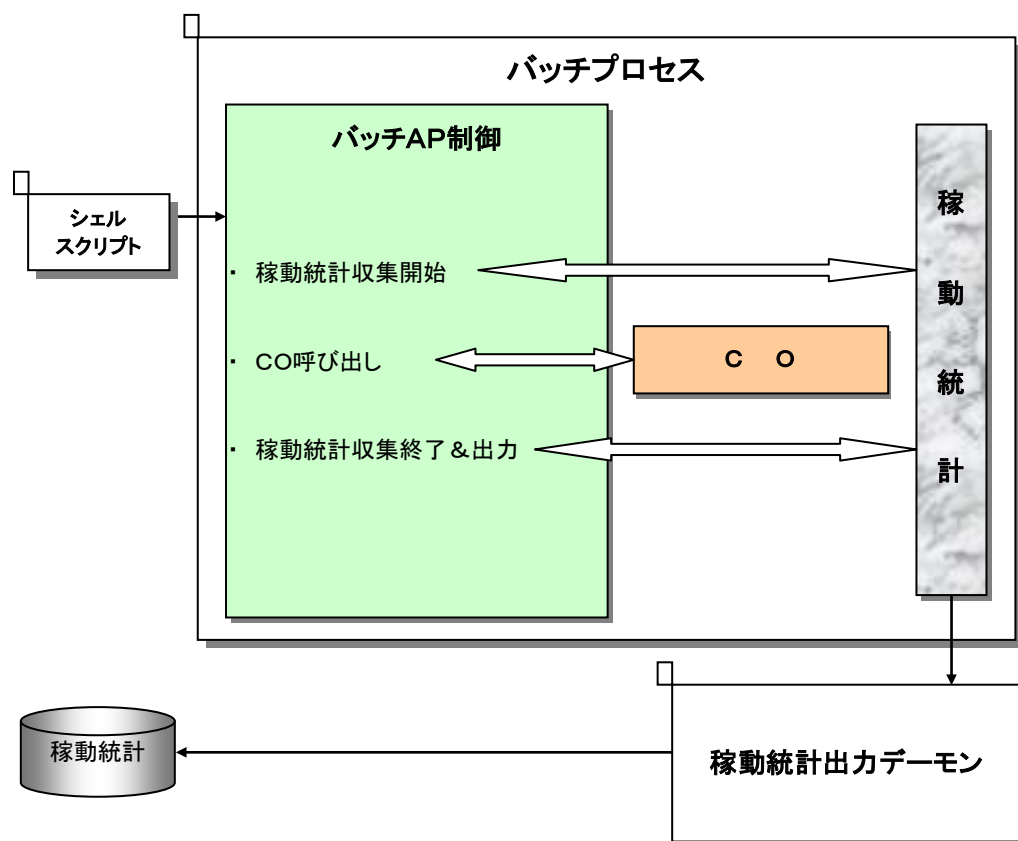 バッチプロセス
バッチAP制御
シェル
スクリプト
・ 稼動統計収集開始
・ CO呼び出し
C O
・ 稼動統計収集終了&出力
稼
動
統
計
稼動統計
稼動統計出力デーモン